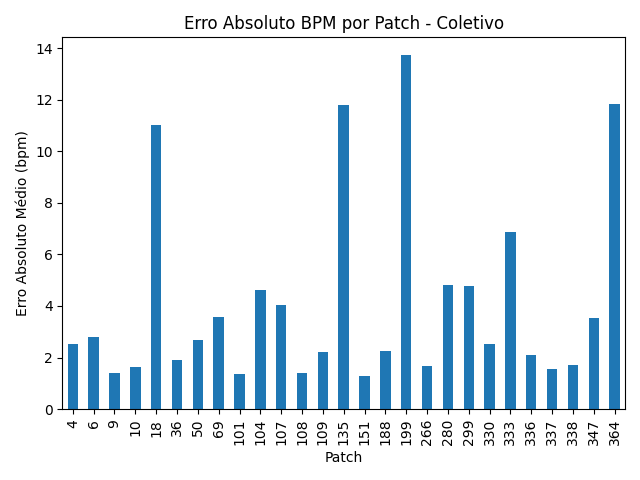 Erro Absoluto BPM por Patch - Coletivo
Erro Absoluto Médio (bpm)
14
12
10
8
6
4
2
0
4 6 9 10 18 36 50 69 101 104 107 108 109 135 151 188 199 266 280 299 330 333 336 337 338 347 364
Patch